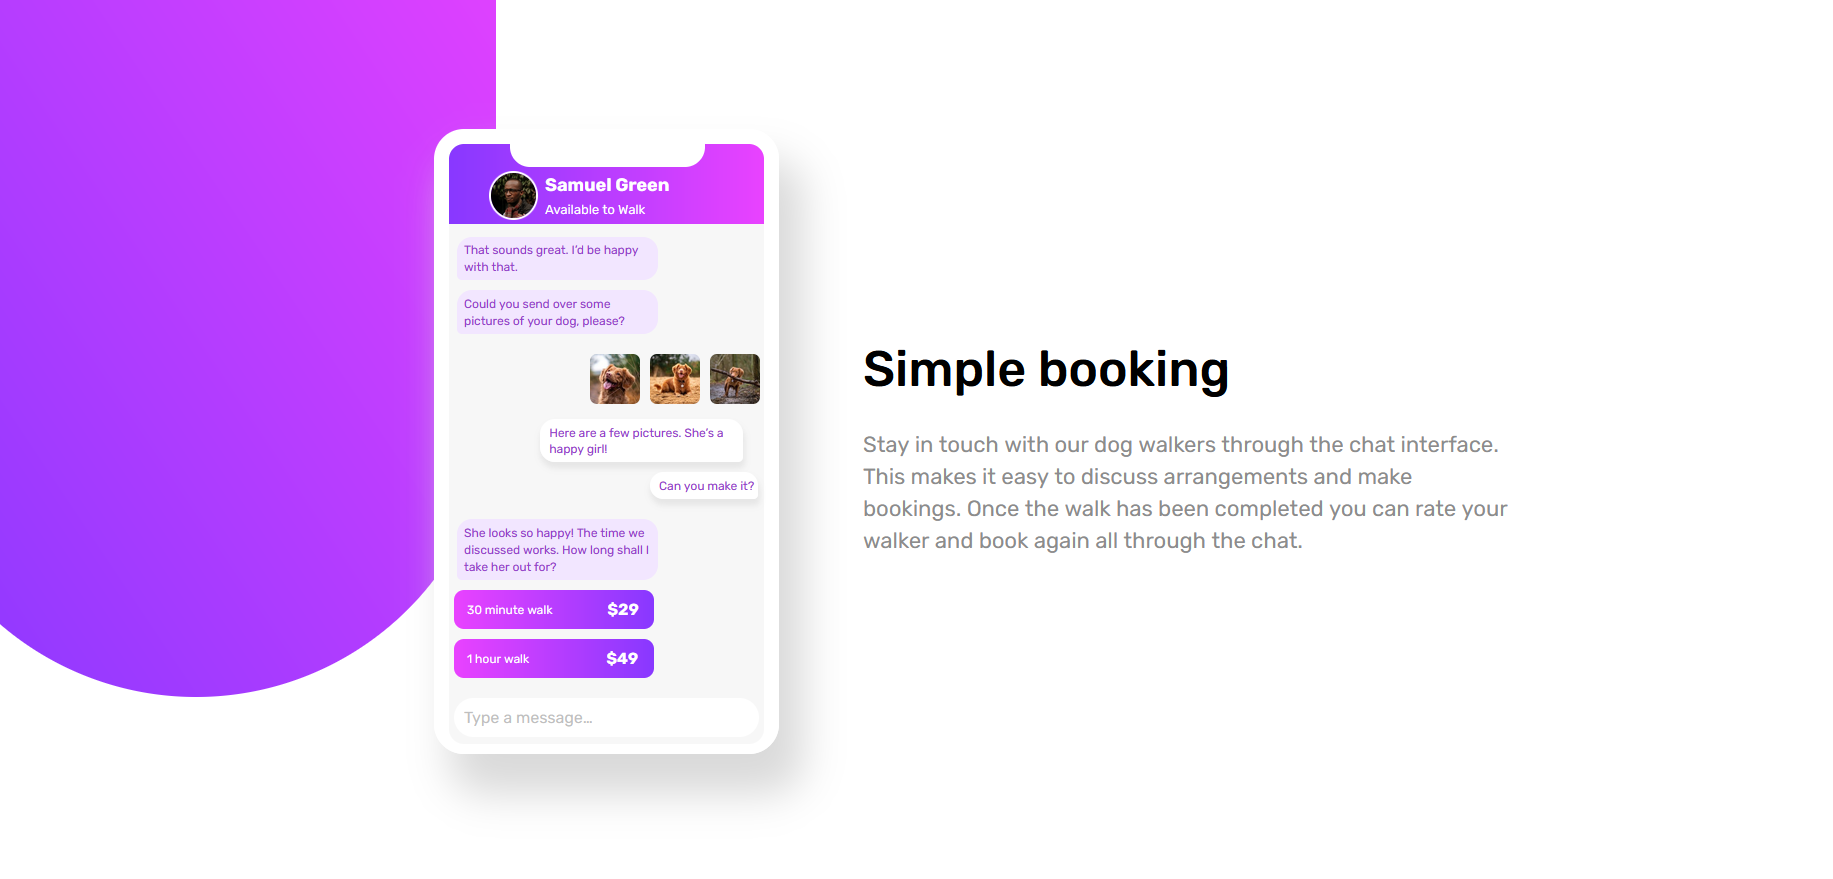 Samuel Green
Available to Walk
That sounds great. I’d be happy
with that.
Could you send over some
pictures of your dog, please?
Here are a few pictures. She’s a
happy girl!
Can you make it?
She looks so happy! The time we
discussed works. How long shall I
take her out for?
30 minute walk $29
1 hour walk $49
Type a message…
Simple booking
Stay in touch with our dog walkers through the chat interface.
This makes it easy to discuss arrangements and make
bookings. Once the walk has been completed you can rate your
walker and book again all through the chat.